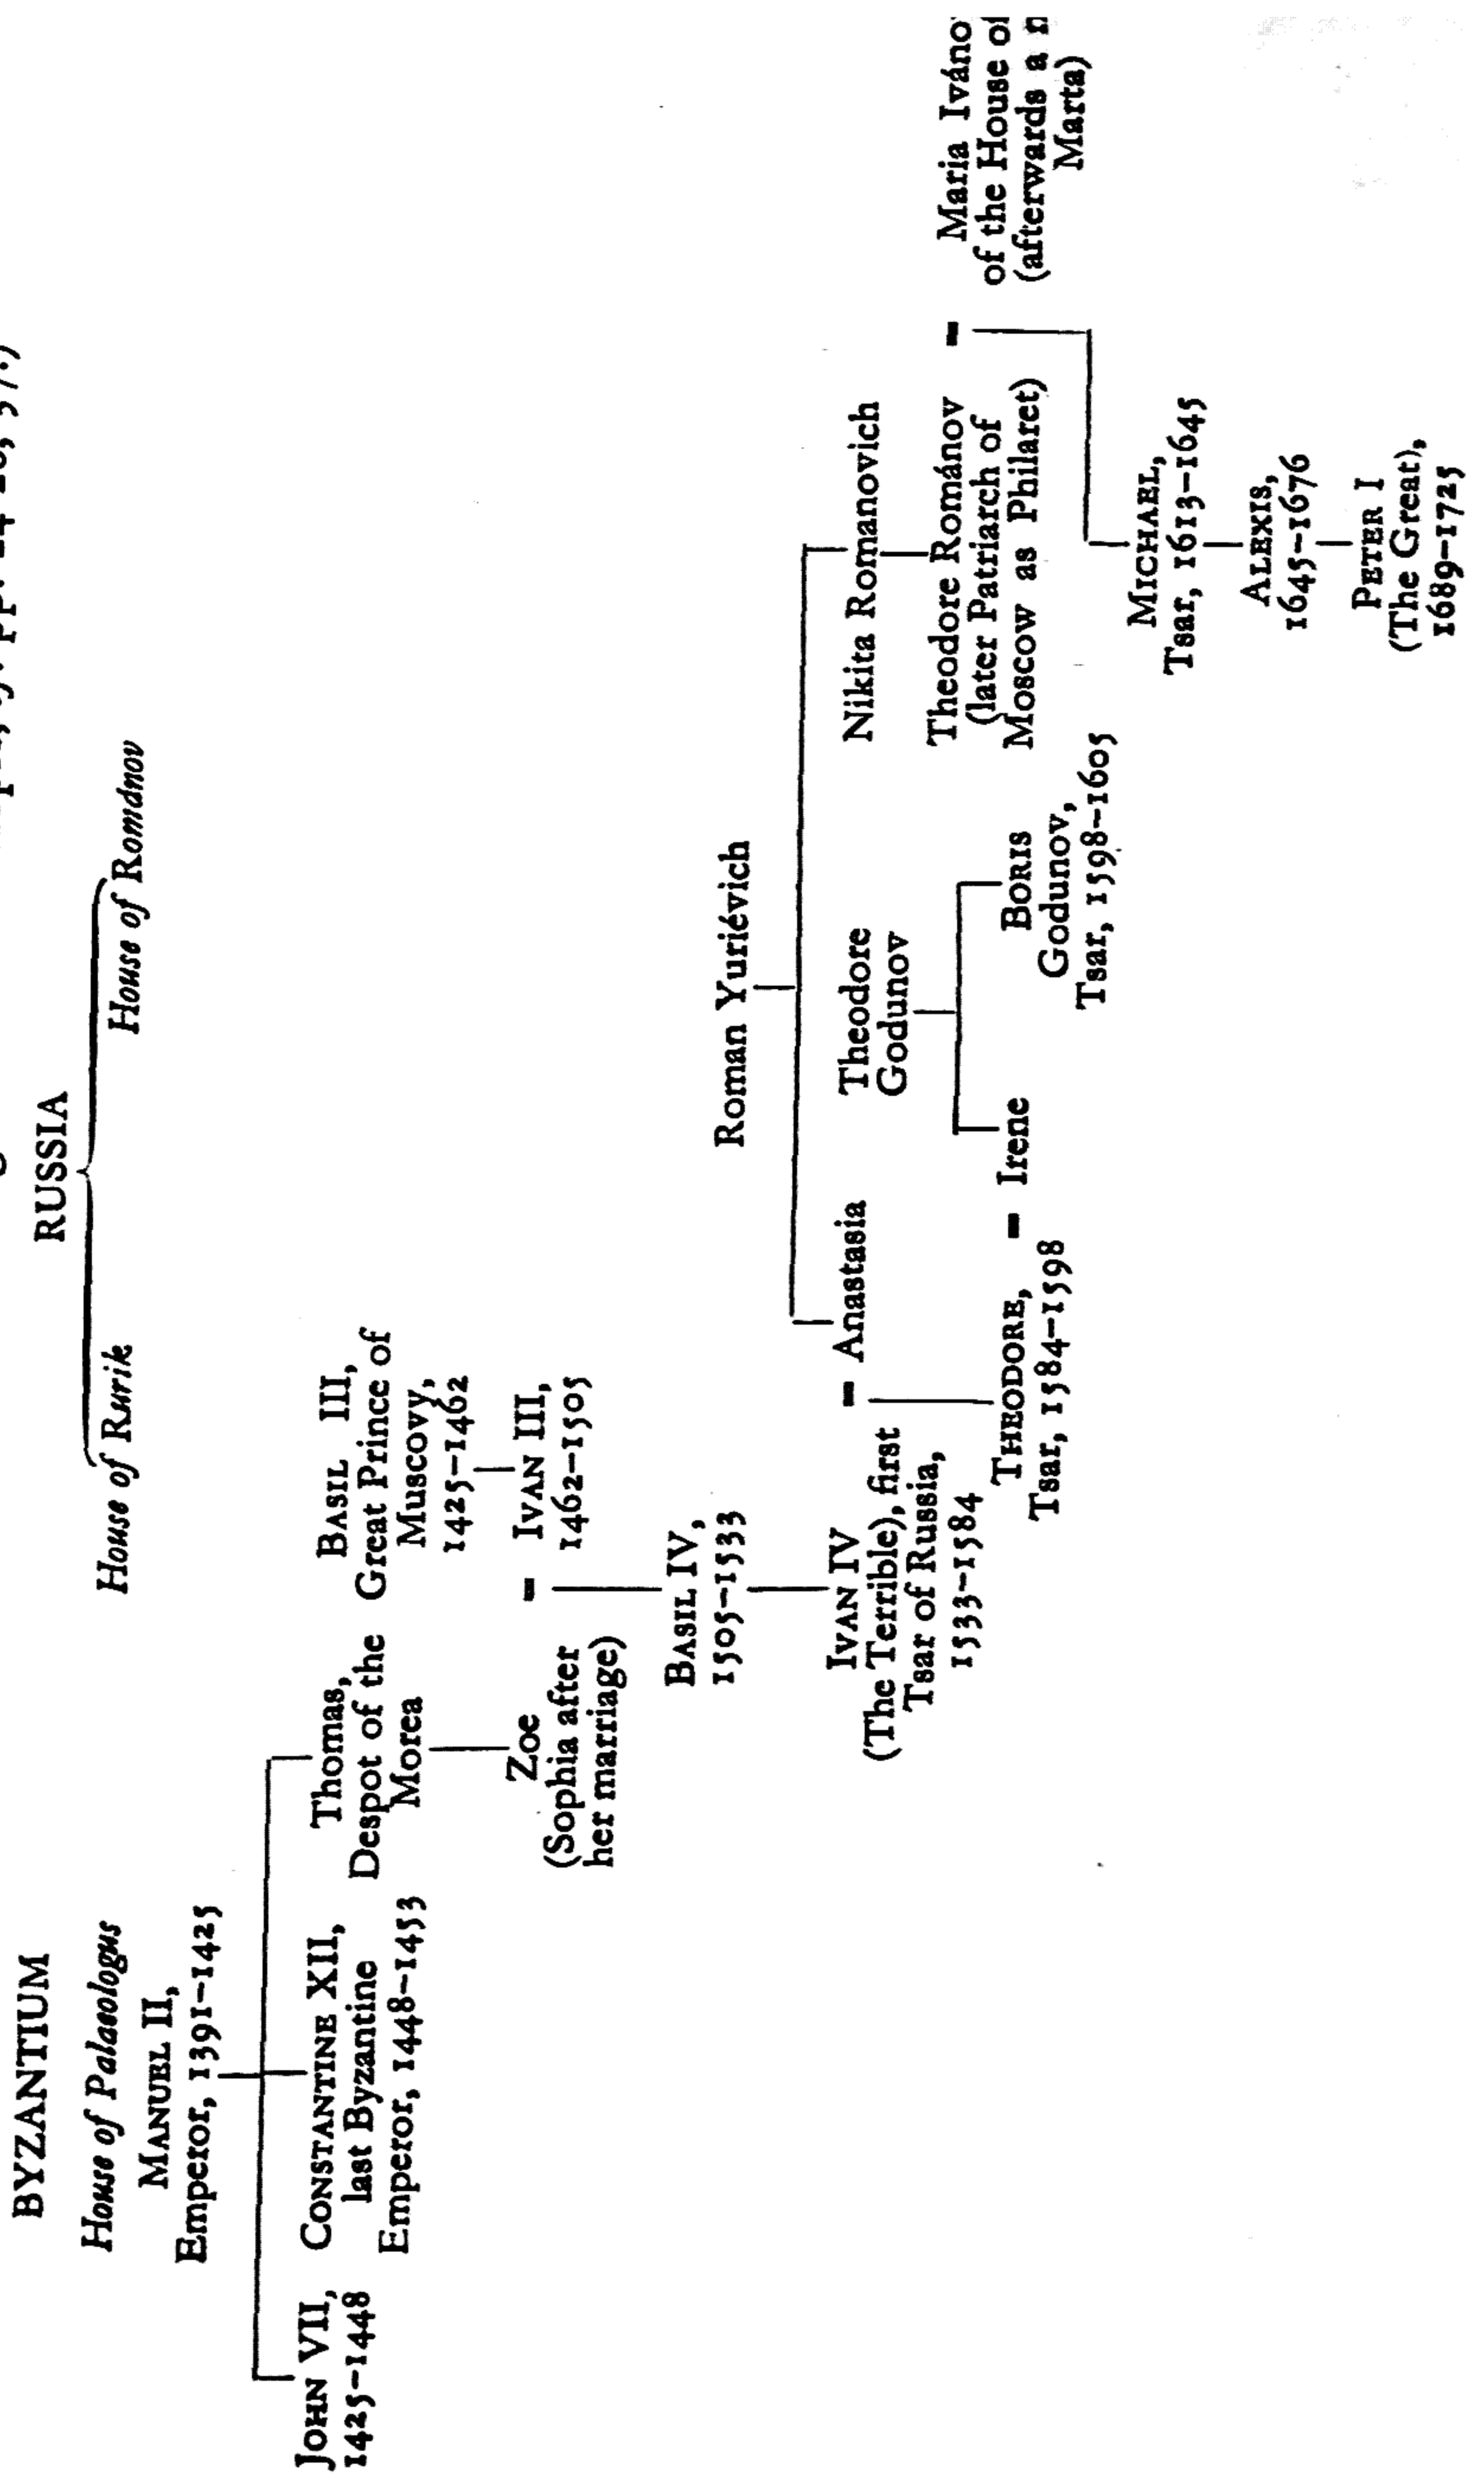 BYZANTIUM
House of Palaeologus
MANUEL II,
Emperor, 1391–1425
JOHN VII,
1425–1448
CONSTANTINE XII,
last Byzantine
Emperor, 1448–1453
Thomas,
Despot of the
Morea
Zoe
(Sophia after
her marriage)
RUSSIA
House of Rurik
House of Románov
BASIL III,
Great Prince of
Muscovy,
1425–1462
=
IVAN III,
1462–1505
BASIL IV,
1505–1533
IVAN IV
(The Terrible), first
Tsar of Russia,
1533–1584
=
Anastasia
Roman Yuriévich
THEODORE,
Tsar, 1584–1598
=
Irene
Theodore
Godunov
BORIS
Godunov,
Tsar, 1598–1605
Nikita Romanovich
Theodore Románov
(later Patriarch of
Moscow as Philaret)
=
Maria Iváno
of the House of
(afterwards a n
Marta)
MICHAEL,
Tsar, 1613–1645
ALEXIS,
1645–1676
PETER I
(The Great),
1689–1725